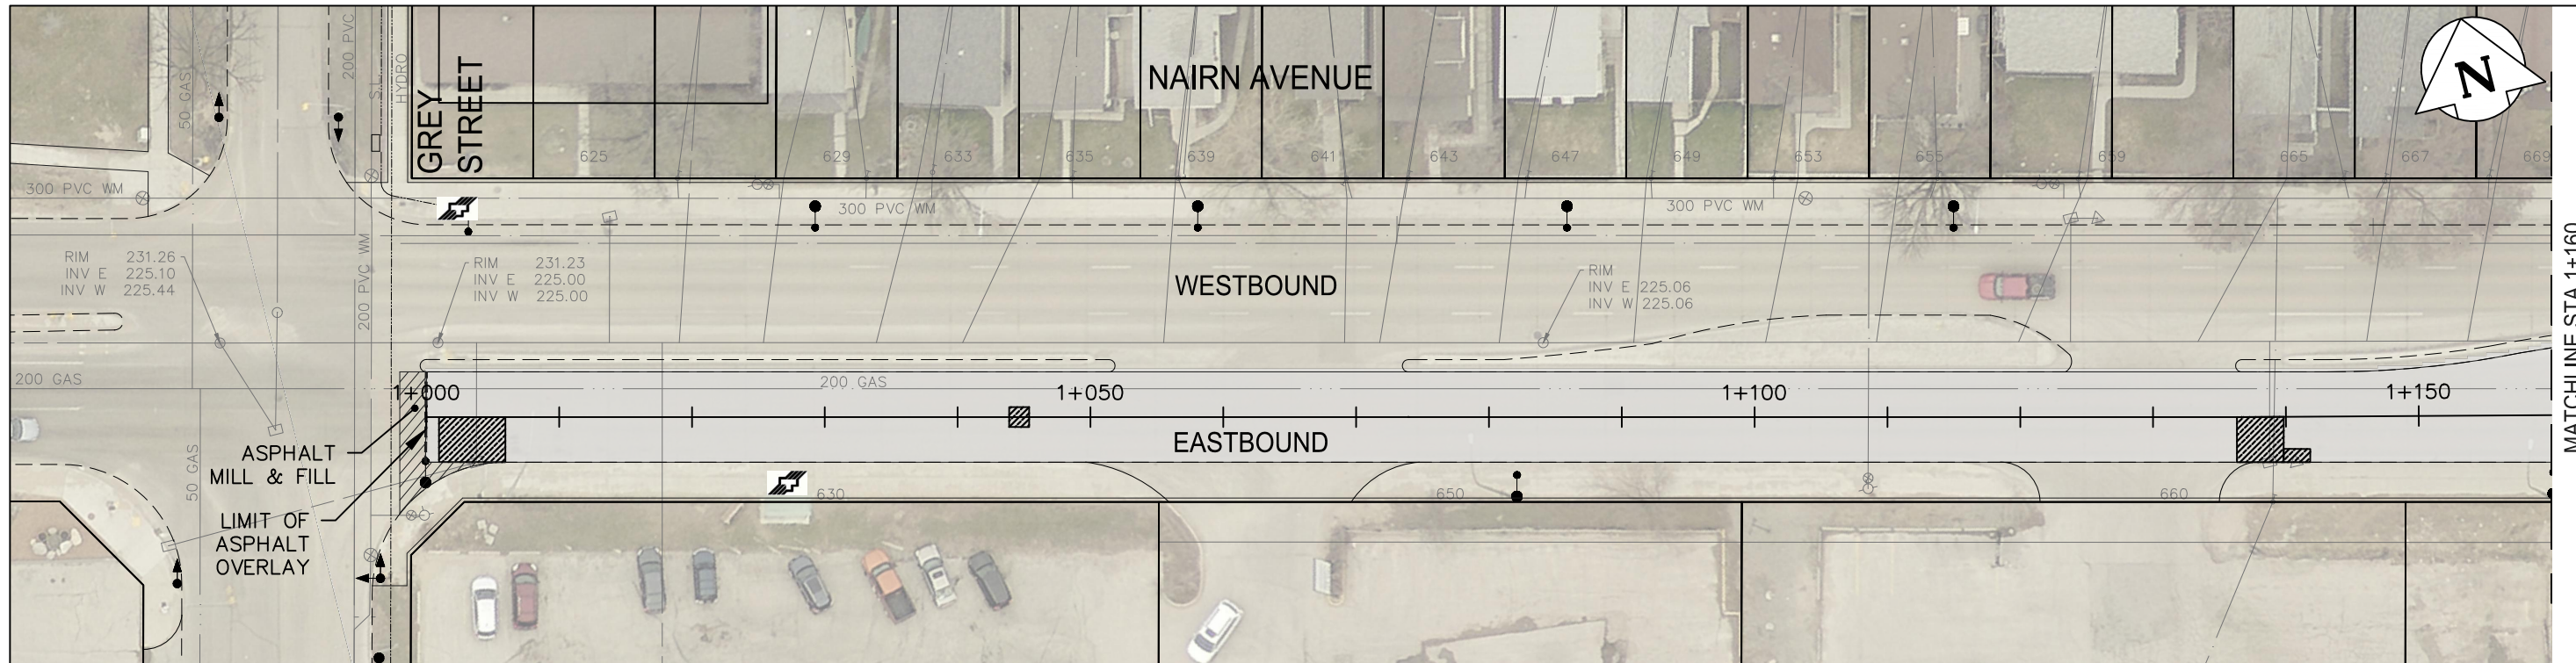 NAIRN AVENUE
GREY
STREET
N
200 PVC
50 GAS
S.L.
HYDRO
625
629
633
635
639
641
643
647
649
653
655
659
665
667
669
300 PVC WM
300 PVC WM
300 PVC WM
RIM 231.26
INV E 225.10
INV W 225.44
200 PVC WM
RIM 231.23
INV E 225.00
INV W 225.00
WESTBOUND
RIM
INV E 225.06
INV W 225.06
MATCHLINE STA 1+160
200 GAS
200 GAS
1+000
1+050
1+100
1+150
EASTBOUND
ASPHALT
MILL & FILL
50 GAS
630
650
660
LIMIT OF
ASPHALT
OVERLAY